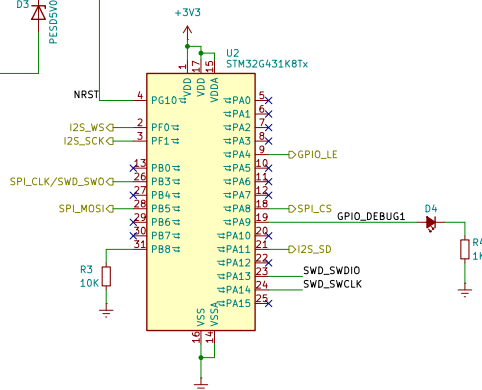 D3
PESD5V0
+3V3
U2
STM32G431K8Tx
1
17
15
VDD
VDD
VDDA
NRST
4
PG10
PA0
5
PA1
6
I2S_WS
2
PF0
PA2
7
I2S_SCK
3
PF1
PA3
8
PA4
9
GPIO_LE
13
PB0
PA5
10
SPI_CLK/SWD_SWO
26
PB3
PA6
11
27
PB4
PA7
12
SPI_MOSI
28
PB5
PA8
18
SPI_CS
29
PB6
PA9
19
GPIO_DEBUG1
D4
30
PB7
PA10
20
31
PB8
PA11
21
I2S_SD
PA12
22
R3
10K
PA13
23
SWD_SWDIO
PA14
24
SWD_SWCLK
PA15
25
VSS
VSSA
16
14
R4
1K